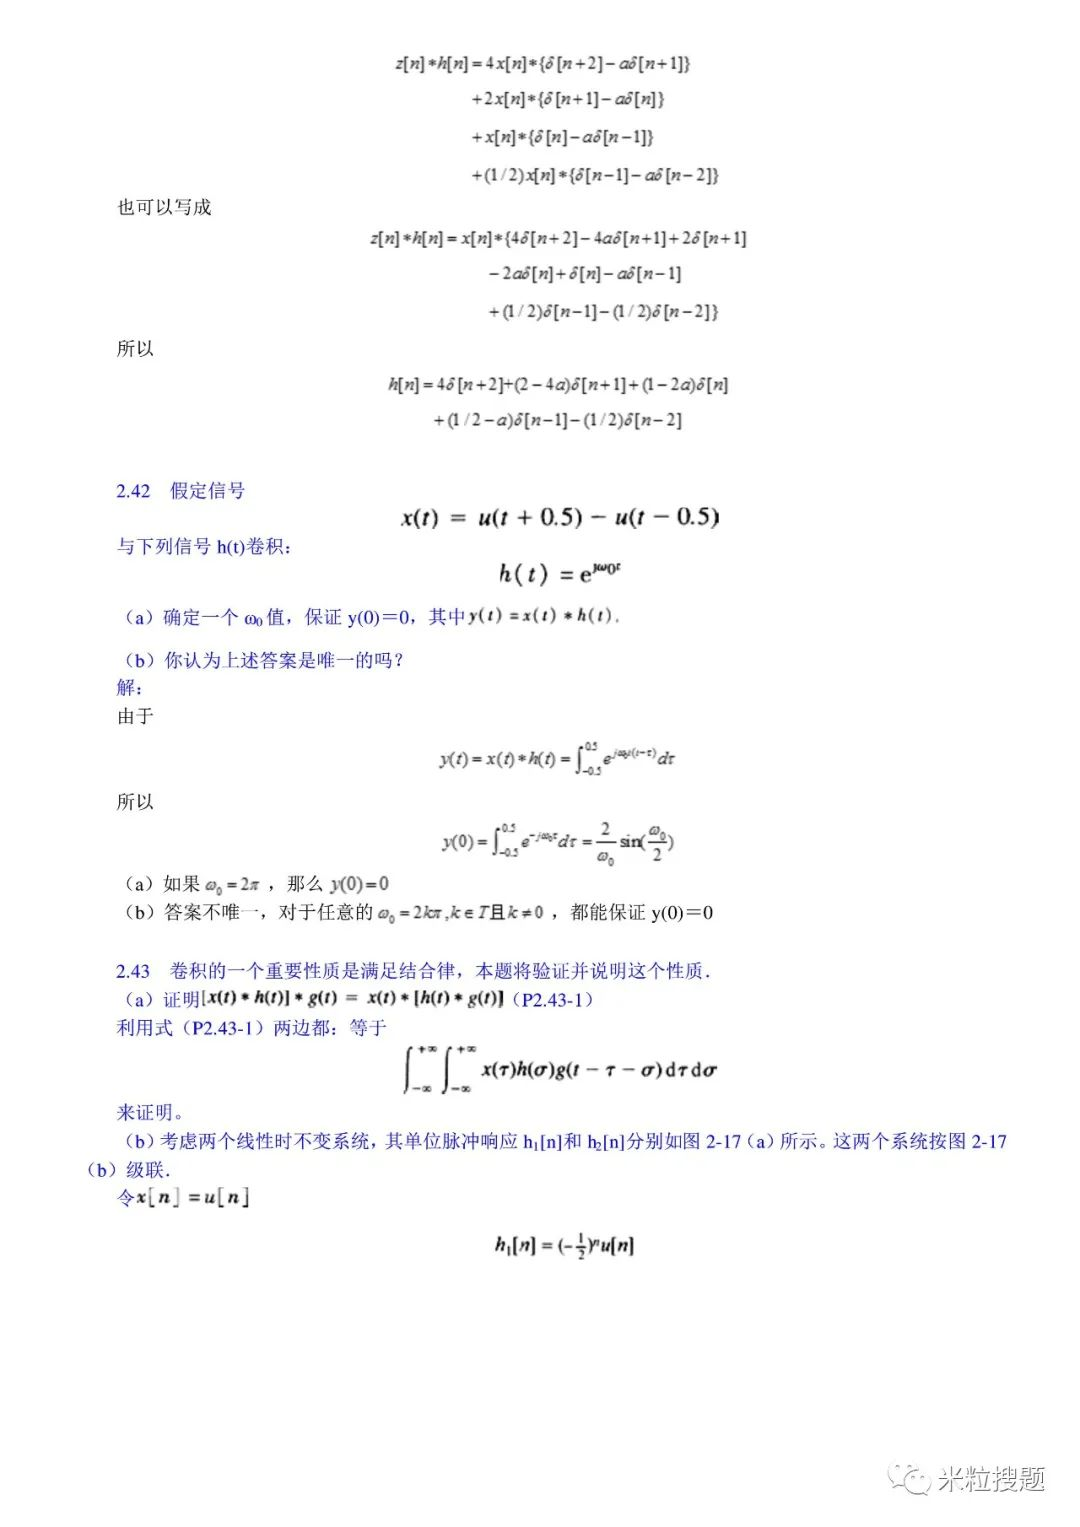 z[n]*h[n]=4x[n]*{δ[n+2]−aδ[n+1]}
+2x[n]*{δ[n+1]−aδ[n]}
+x[n]*{δ[n]−aδ[n−1]}
+(1/2)x[n]*{δ[n−1]−aδ[n−2]}
也可以写成
z[n]*h[n]=x[n]*{4δ[n+2]−4aδ[n+1]+2δ[n+1]
−2aδ[n]+δ[n]−aδ[n−1]
+(1/2)δ[n−1]−(1/2)δ[n−2]}
所以
h[n]=4δ[n+2]+(2−4a)δ[n+1]+(1−2a)δ[n]
+(1/2−a)δ[n−1]−(1/2)δ[n−2]
2.42 假定信号
x(t) = u(t + 0.5) − u(t − 0.5)
与下列信号 h(t)卷积：
h(t) = e^{jω0t}
（a）确定一个 ω₀ 值，保证 y(0)＝0，其中 y(t)=x(t)*h(t).
（b）你认为上述答案是唯一的吗？
解：
由于
y(t)=x(t)*h(t)=∫_{−0.5}^{0.5} e^{jω₀t(t−τ)}dτ
所以
y(0)=∫_{−0.5}^{0.5} e^{−jω₀τ}dτ=2/ω₀ sin(ω₀/2)
（a）如果 ω₀=2π ，那么 y(0)=0
（b）答案不唯一，对于任意的 ω₀=2kπ,k∈I且k≠0 ，都能保证 y(0)＝0
2.43 卷积的一个重要性质是满足结合律，本题将验证并说明这个性质．
（a）证明[x(t)*h(t)]*g(t) = x(t)*[h(t)*g(t)]（P2.43-1）
利用式（P2.43-1）两边都：等于
∫_{−∞}^{+∞}∫_{−∞}^{+∞} x(τ)h(σ)g(t − τ − σ)dτdσ
来证明。
（b）考虑两个线性时不变系统，其单位脉冲响应 h₁[n]和 h₂[n]分别如图 2-17（a）所示。这两个系统按图 2-17
（b）级联．
令x[n]=u[n]
h₁[n]=(−1/2)ⁿu[n]
米粒搜题